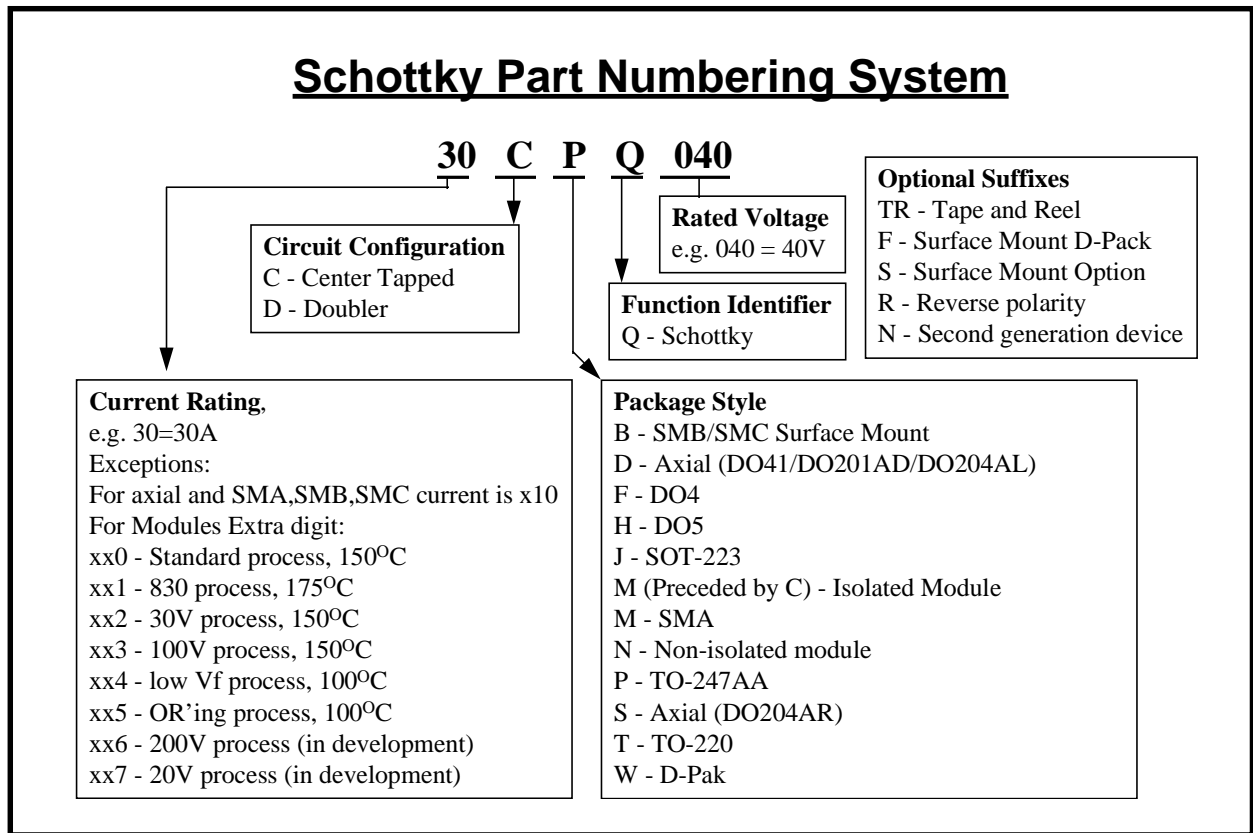 Schottky Part Numbering System
30 C P Q 040
Circuit Configuration
C - Center Tapped
D - Doubler
Rated Voltage
e.g. 040 = 40V
Function Identifier
Q - Schottky
Optional Suffixes
TR - Tape and Reel
F - Surface Mount D-Pack
S - Surface Mount Option
R - Reverse polarity
N - Second generation device
Current Rating,
e.g. 30=30A
Exceptions:
For axial and SMA,SMB,SMC current is x10
For Modules Extra digit:
xx0 - Standard process, 150ᴼC
xx1 - 830 process, 175ᴼC
xx2 - 30V process, 150ᴼC
xx3 - 100V process, 150ᴼC
xx4 - low Vf process, 100ᴼC
xx5 - OR’ing process, 100ᴼC
xx6 - 200V process (in development)
xx7 - 20V process (in development)
Package Style
B - SMB/SMC Surface Mount
D - Axial (DO41/DO201AD/DO204AL)
F - DO4
H - DO5
J - SOT-223
M (Preceded by C) - Isolated Module
M - SMA
N - Non-isolated module
P - TO-247AA
S - Axial (DO204AR)
T - TO-220
W - D-Pak